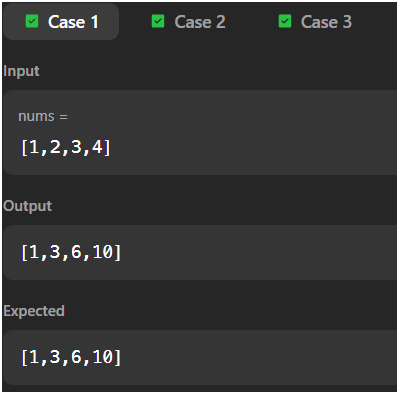 Case 1 Case 2 Case 3
Input
nums =
[1,2,3,4]
Output
[1,3,6,10]
Expected
[1,3,6,10]